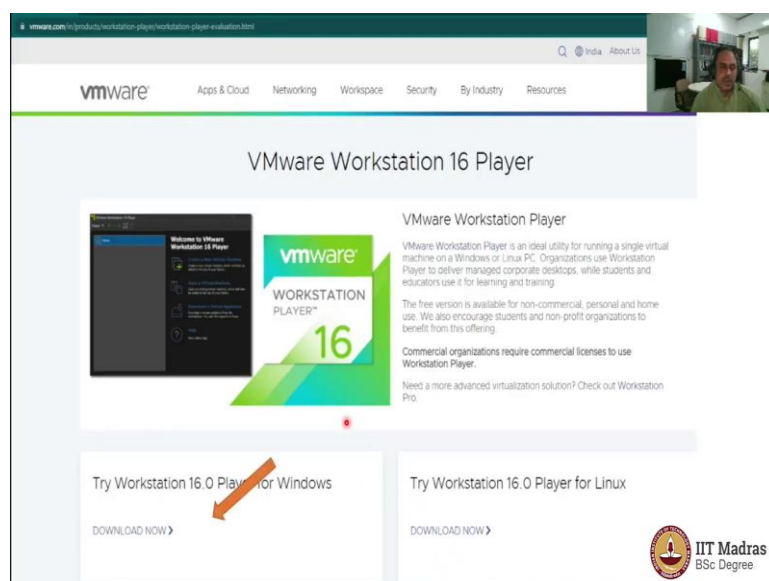 vmware.com/in/products/workstation-player/workstation-player-evaluation.html
India About Us
vmware
Apps & Cloud Networking Workspace Security By Industry Resources
VMware Workstation 16 Player
Welcome to VMware
Workstation 16 Player
vmware
WORKSTATION
PLAYER™
16
VMware Workstation Player
VMware Workstation Player is an ideal utility for running a single virtual
machine on a Windows or Linux PC. Organizations use Workstation
Player to deliver managed corporate desktops, while students and
educators use it for learning and training.
The free version is available for non-commercial, personal and home
use. We also encourage students and non-profit organizations to
benefit from this offering.
Commercial organizations require commercial licenses to use
Workstation Player.
Need a more advanced virtualization solution? Check out Workstation
Pro.
Try Workstation 16.0 Player for Windows
DOWNLOAD NOW
Try Workstation 16.0 Player for Linux
DOWNLOAD NOW
IIT Madras
BSc Degree